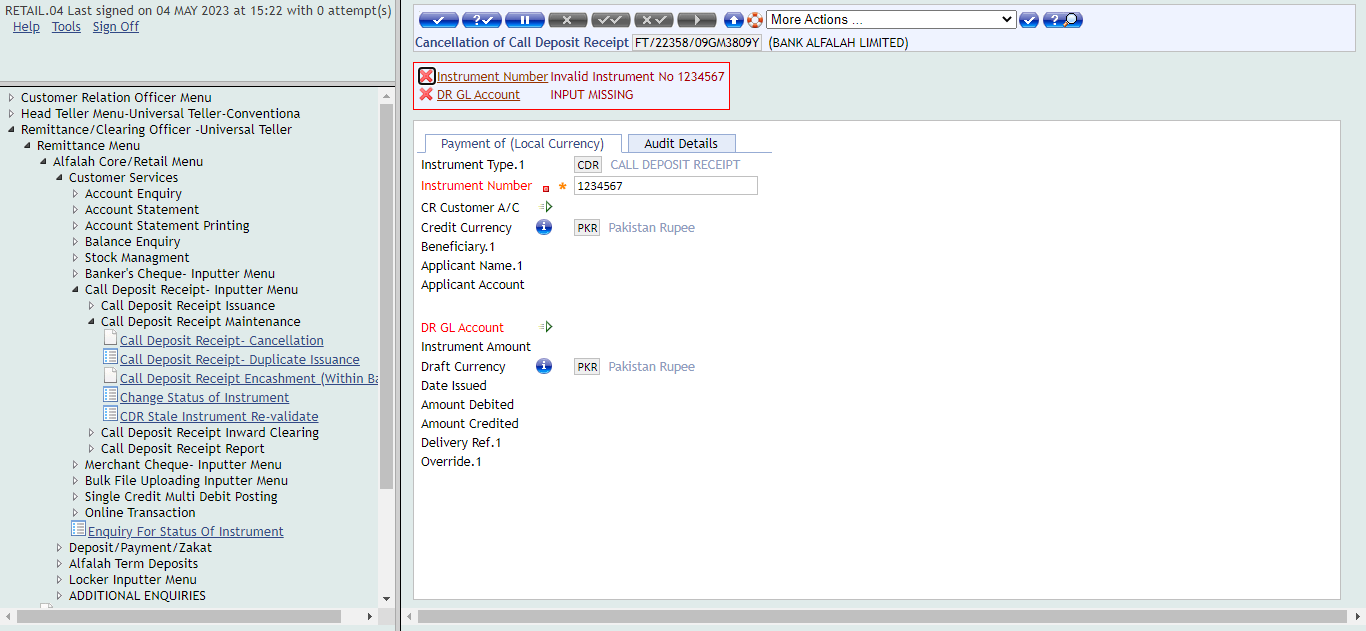 RETAIL.04 Last signed on 04 MAY 2023 at 15:22 with 0 attempt(s)
Help Tools Sign Off
Customer Relation Officer Menu
Head Teller Menu-Universal Teller-Conventiona
Remittance/Clearing Officer -Universal Teller
Remittance Menu
Alfalah Core/Retail Menu
Customer Services
Account Enquiry
Account Statement
Account Statement Printing
Balance Enquiry
Stock Managment
Banker's Cheque- Inputter Menu
Call Deposit Receipt- Inputter Menu
Call Deposit Receipt Issuance
Call Deposit Receipt Maintenance
Call Deposit Receipt- Cancellation
Call Deposit Receipt- Duplicate Issuance
Call Deposit Receipt Encashment (Within Ba
Change Status of Instrument
CDR Stale Instrument Re-validate
Call Deposit Receipt Inward Clearing
Call Deposit Receipt Report
Merchant Cheque- Inputter Menu
Bulk File Uploading Inputter Menu
Single Credit Multi Debit Posting
Online Transaction
Enquiry For Status Of Instrument
Deposit/Payment/Zakat
Alfalah Term Deposits
Locker Inputter Menu
ADDITIONAL ENQUIRIES
More Actions ...
Cancellation of Call Deposit Receipt FT/22358/09GM3809Y (BANK ALFALAH LIMITED)
Instrument Number Invalid Instrument No 1234567
DR GL Account INPUT MISSING
Payment of (Local Currency) Audit Details
Instrument Type.1 CDR CALL DEPOSIT RECEIPT
Instrument Number * 1234567
CR Customer A/C
Credit Currency PKR Pakistan Rupee
Beneficiary.1
Applicant Name.1
Applicant Account
DR GL Account
Instrument Amount
Draft Currency PKR Pakistan Rupee
Date Issued
Amount Debited
Amount Credited
Delivery Ref.1
Override.1